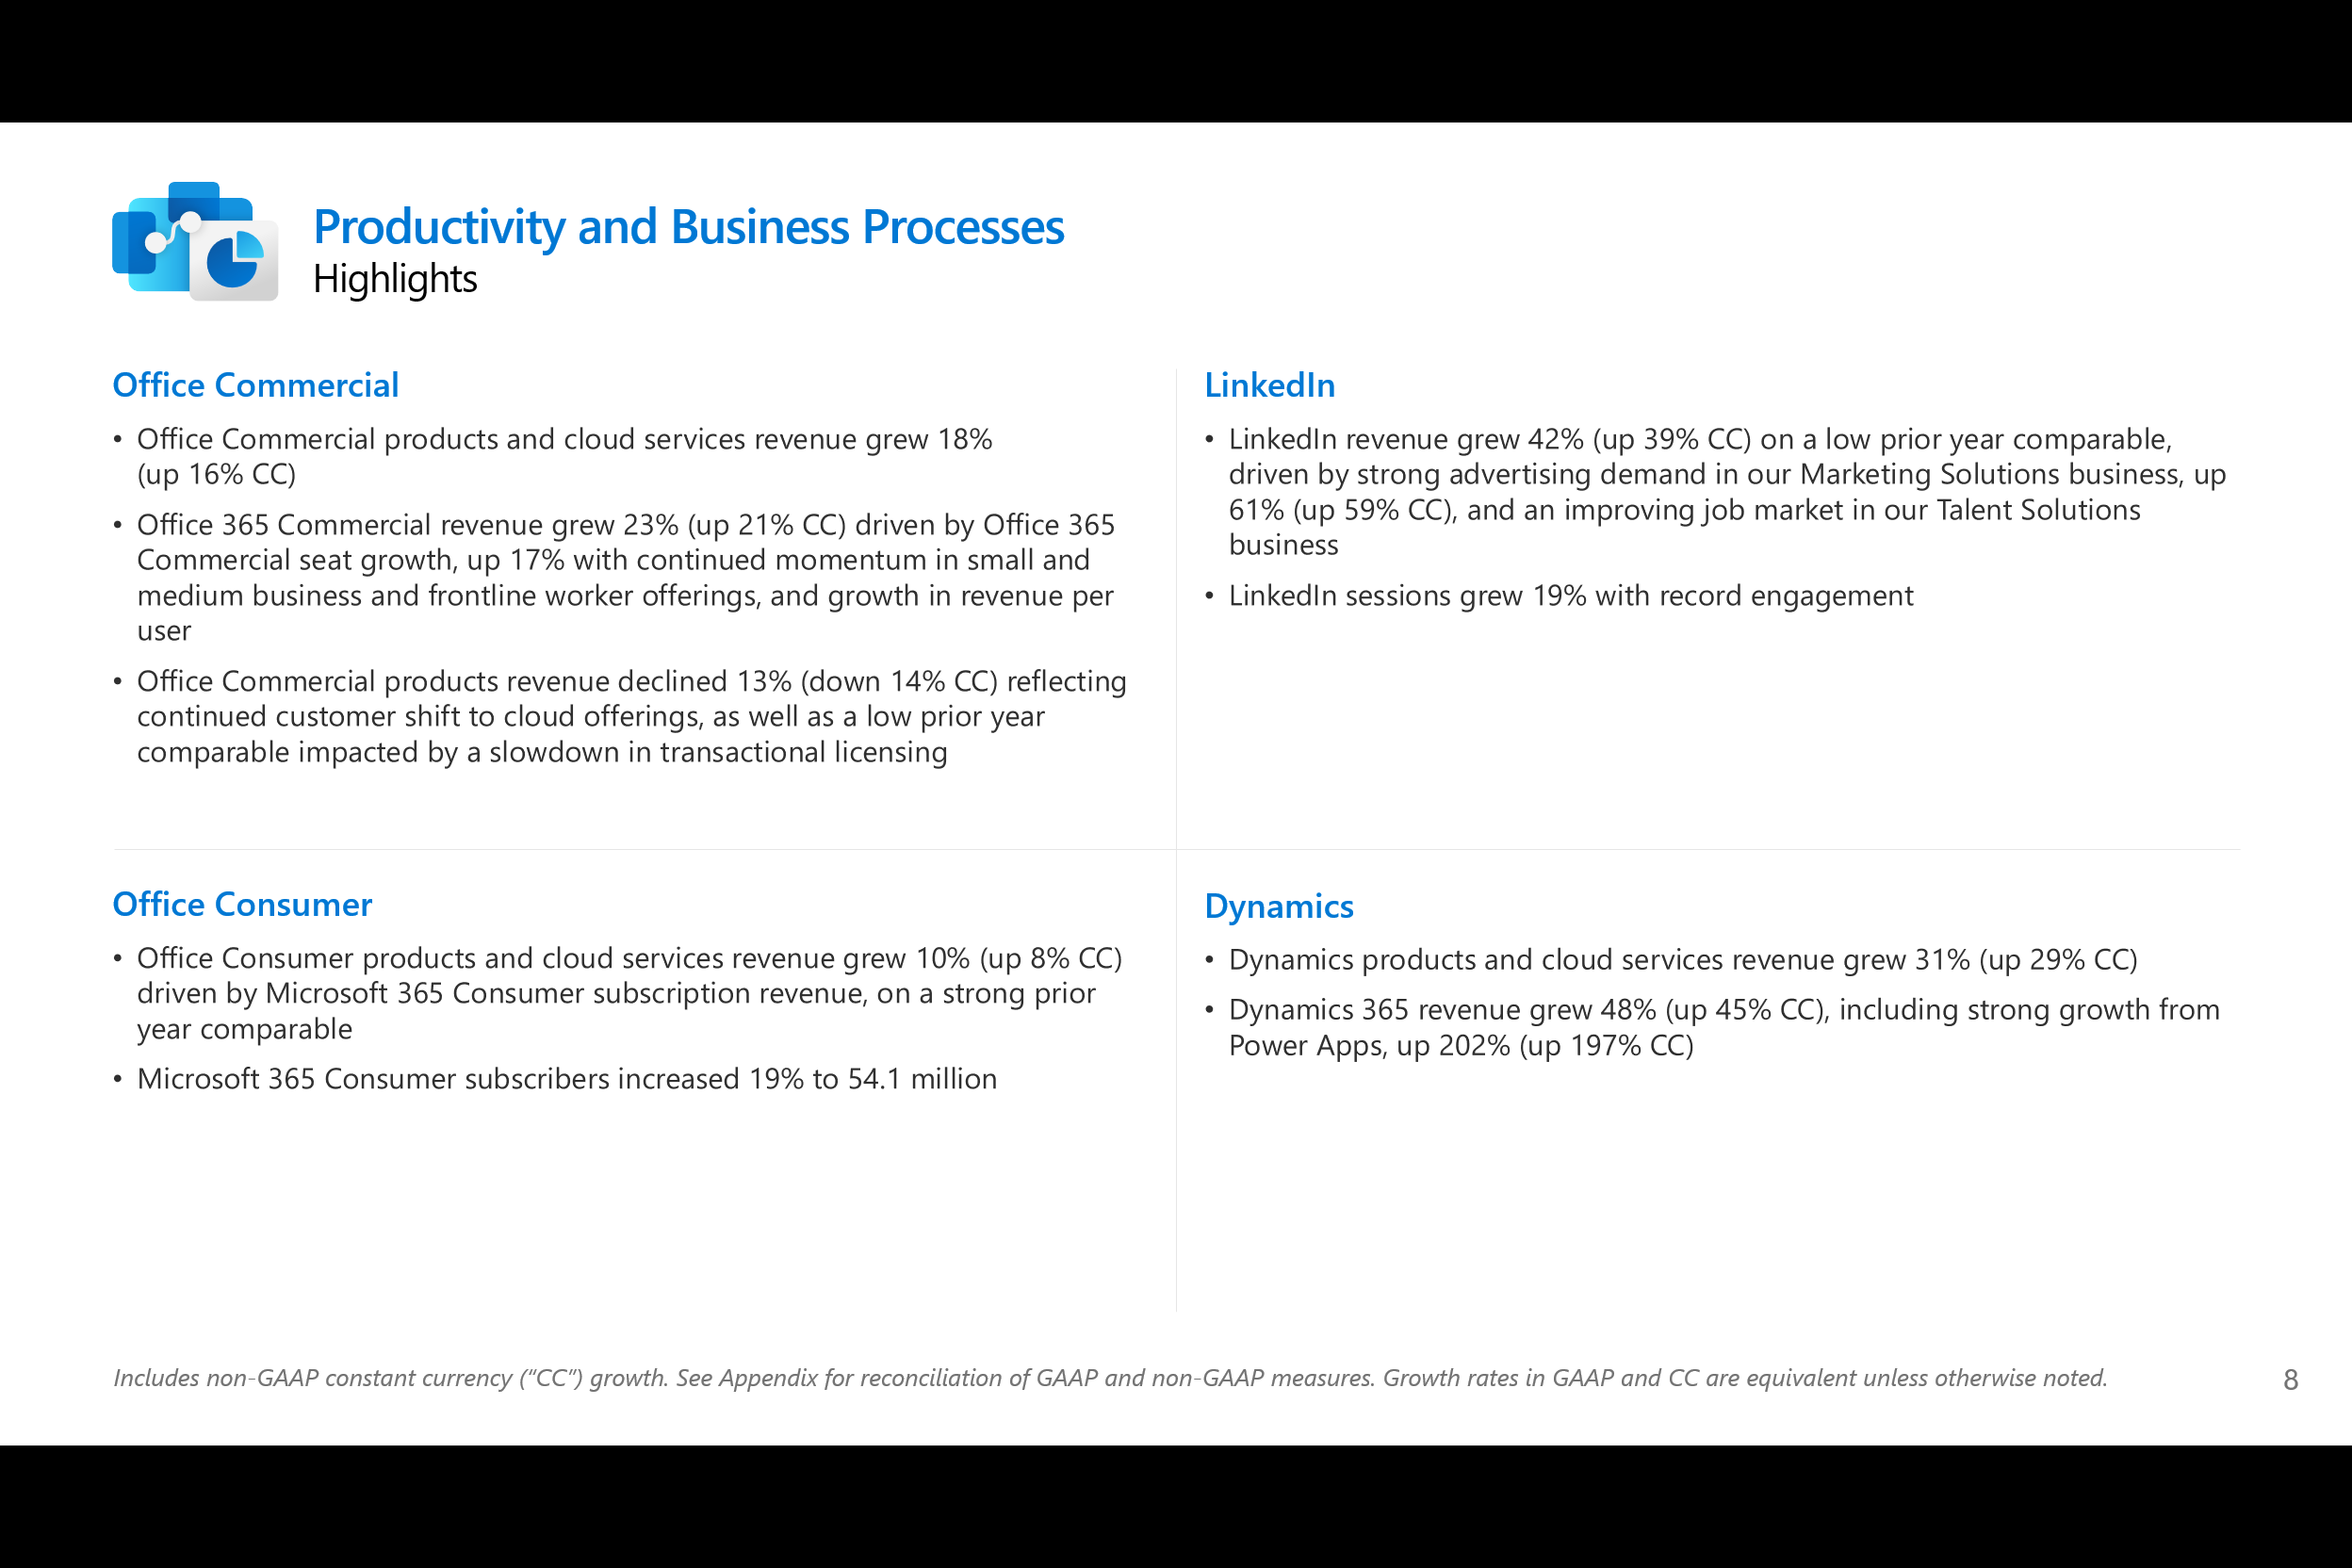 Productivity and Business Processes
Highlights
Office Commercial
• Office Commercial products and cloud services revenue grew 18%
(up 16% CC)
• Office 365 Commercial revenue grew 23% (up 21% CC) driven by Office 365
Commercial seat growth, up 17% with continued momentum in small and
medium business and frontline worker offerings, and growth in revenue per
user
• Office Commercial products revenue declined 13% (down 14% CC) reflecting
continued customer shift to cloud offerings, as well as a low prior year
comparable impacted by a slowdown in transactional licensing
LinkedIn
• LinkedIn revenue grew 42% (up 39% CC) on a low prior year comparable,
driven by strong advertising demand in our Marketing Solutions business, up
61% (up 59% CC), and an improving job market in our Talent Solutions
business
• LinkedIn sessions grew 19% with record engagement
Office Consumer
• Office Consumer products and cloud services revenue grew 10% (up 8% CC)
driven by Microsoft 365 Consumer subscription revenue, on a strong prior
year comparable
• Microsoft 365 Consumer subscribers increased 19% to 54.1 million
Dynamics
• Dynamics products and cloud services revenue grew 31% (up 29% CC)
• Dynamics 365 revenue grew 48% (up 45% CC), including strong growth from
Power Apps, up 202% (up 197% CC)
Includes non-GAAP constant currency (“CC”) growth. See Appendix for reconciliation of GAAP and non-GAAP measures. Growth rates in GAAP and CC are equivalent unless otherwise noted.
8